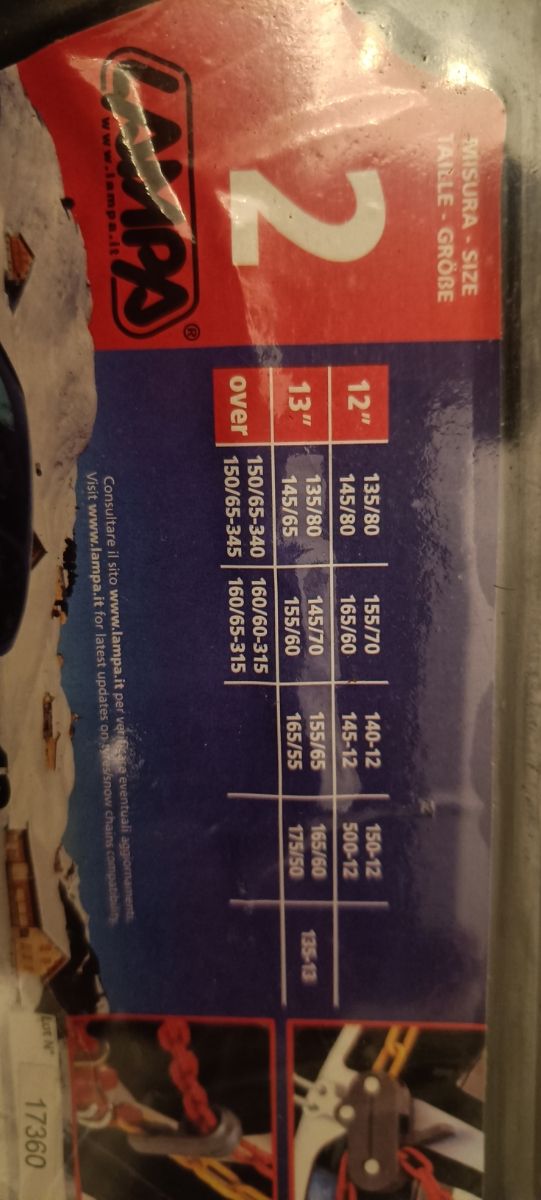 MISURA - SIZE
TAILLE - GRÖßE
2
LAMPA®
www.lampa.it
12" 135/80 155/70 140-12 150-12
145/80 165/60 145-12 500-12
13" 135/80 145/70 155/65 165/60 135-13
145/65 155/60 165/55 175/50
over 150/65-340 160/60-315
150/65-345 160/65-315
Consultare il sito www.lampa.it per verificare eventuali aggiornamenti
Visit www.lampa.it for latest updates on tyres/snow chains compatibility
Lot N°
17360